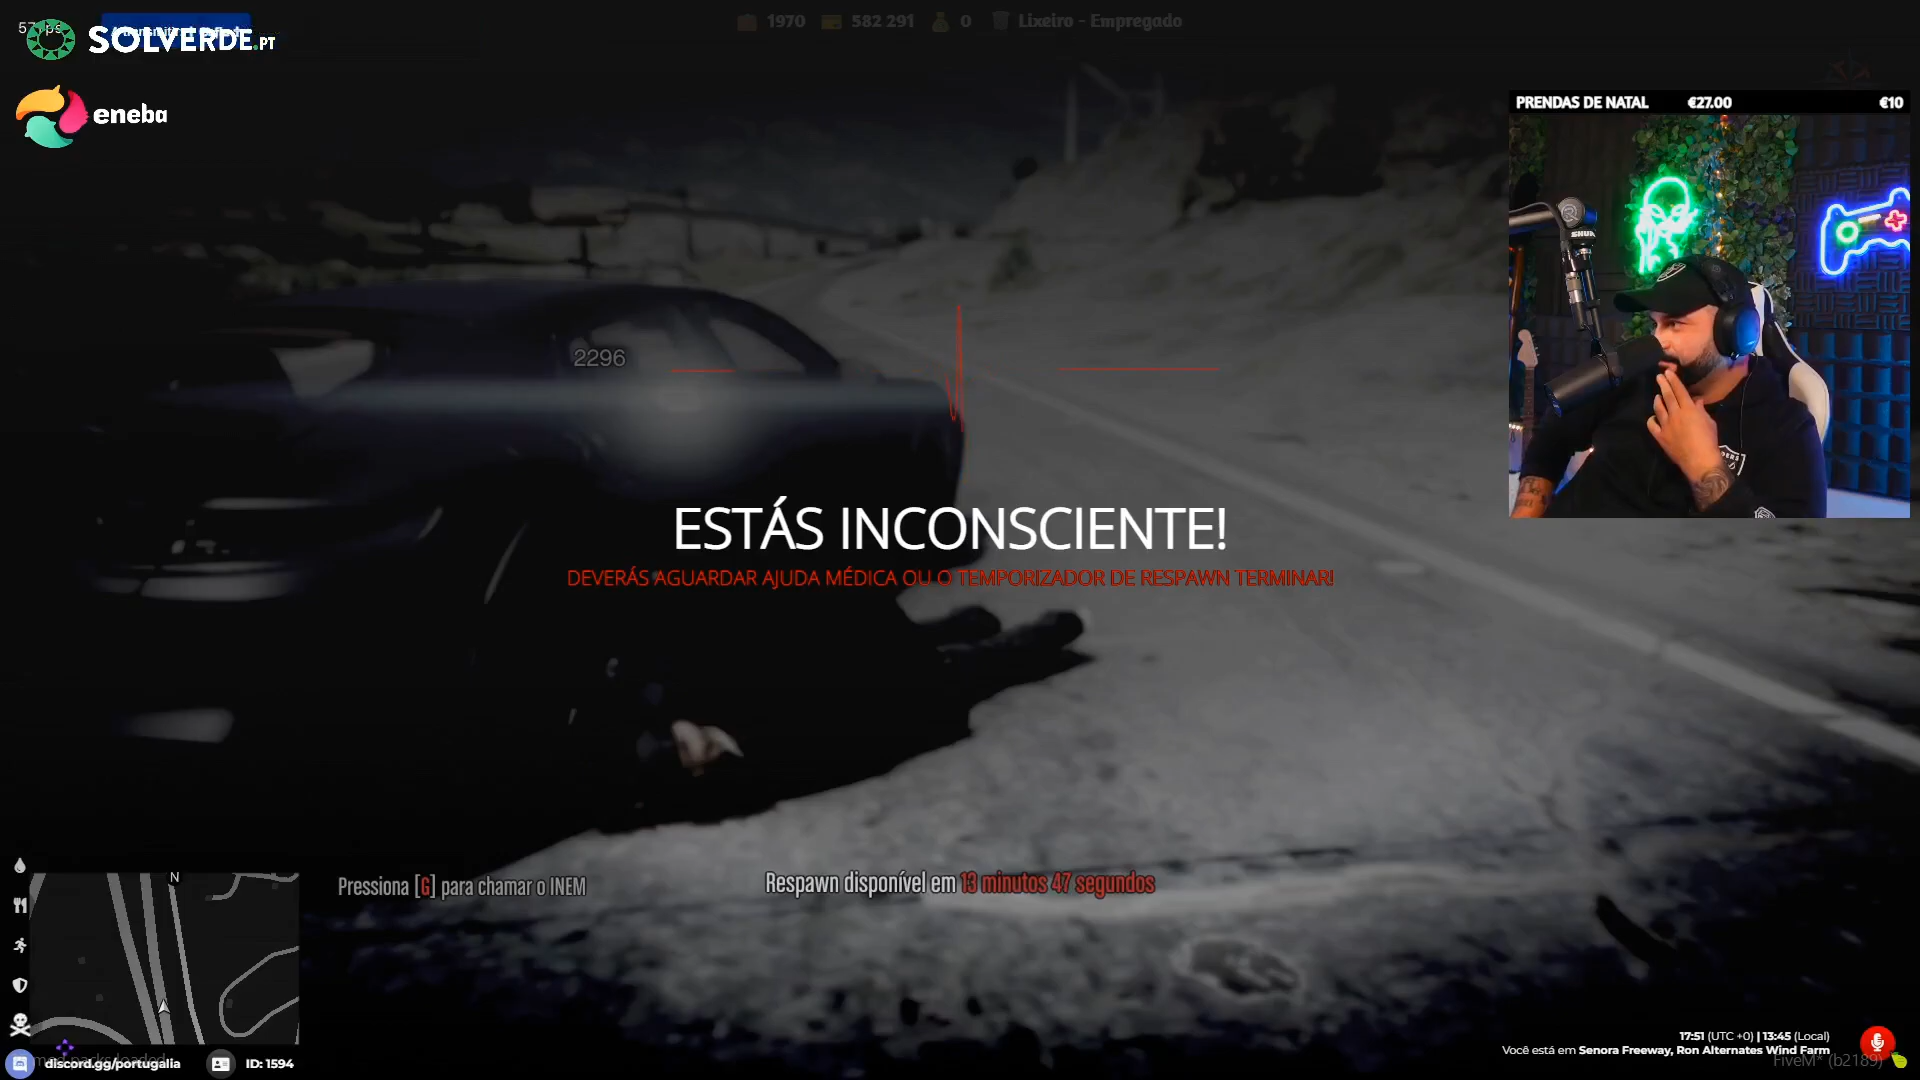 SOLVERDE.PT
1970
582 291
0
Lixeiro - Empregado
eneba
PRENDAS DE NATAL €27.00 €10
SHURE
2296
ESTÁS INCONSCIENTE!
DEVERÁS AGUARDAR AJUDA MÉDICA OU O TEMPORIZADOR DE RESPAWN TERMINAR!
N
Pressiona [G] para chamar o INEM
Respawn disponível em 13 minutos 47 segundos
17:51 (UTC +0) | 13:45 (Local)
Você está em Senora Freeway, Ron Alternates Wind Farm
packs loaded
discord.gg/portugalia
ID: 1594
FiveM* (b2189)